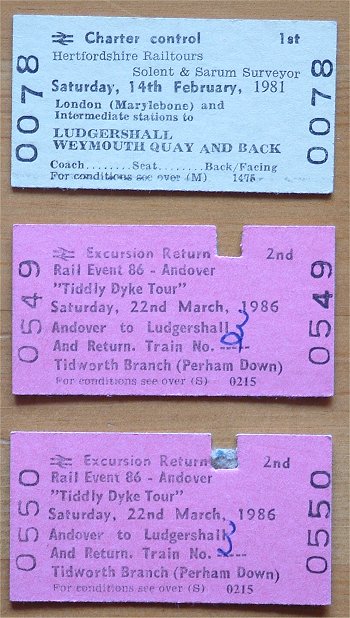 Charter control 1st
Hertfordshire Railtours
Solent & Sarum Surveyor
Saturday, 14th February, 1981
London (Marylebone) and
Intermediate stations to
LUDGERSHALL
WEYMOUTH QUAY AND BACK
Coach........Seat........Back/Facing
For conditions see over (M) 1475
0078
0078
Excursion Return 2nd
Rail Event 86 - Andover
"Tiddly Dyke Tour"
Saturday, 22nd March, 1986
Andover to Ludgershall
And Return. Train No. -----
Tidworth Branch (Perham Down)
For conditions see over (S) 0215
0549
0549
Excursion Return 2nd
Rail Event 86 - Andover
"Tiddly Dyke Tour"
Saturday, 22nd March, 1986
Andover to Ludgershall
And Return. Train No. -----
Tidworth Branch (Perham Down)
For conditions see over (S) 0215
0550
0550